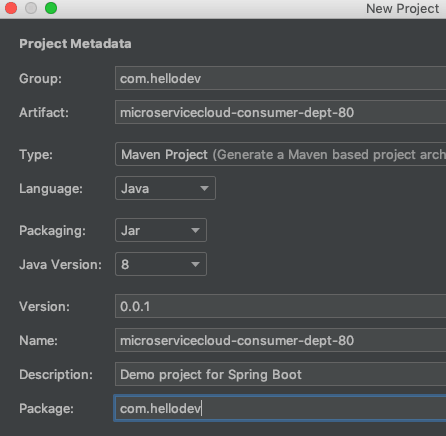 New Project
Project Metadata
Group: com.hellodev
Artifact: microservicecloud-consumer-dept-80
Type: Maven Project (Generate a Maven based project arch
Language: Java
Packaging: Jar
Java Version: 8
Version: 0.0.1
Name: microservicecloud-consumer-dept-80
Description: Demo project for Spring Boot
Package: com.hellodev